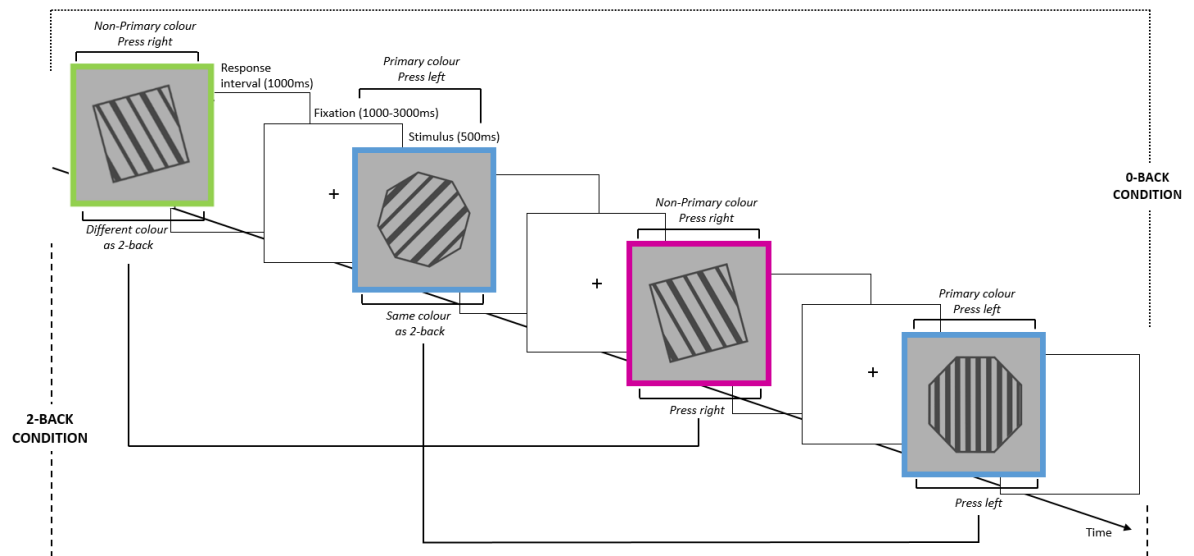 Non-Primary colour
Press right
Response
interval (1000ms)
Primary colour
Press left
Fixation (1000-3000ms)
Stimulus (500ms)
0-BACK
CONDITION
Non-Primary colour
Press right
Different colour
as 2-back
Primary colour
Press left
Same colour
as 2-back
Press right
2-BACK
CONDITION
Press left
Time